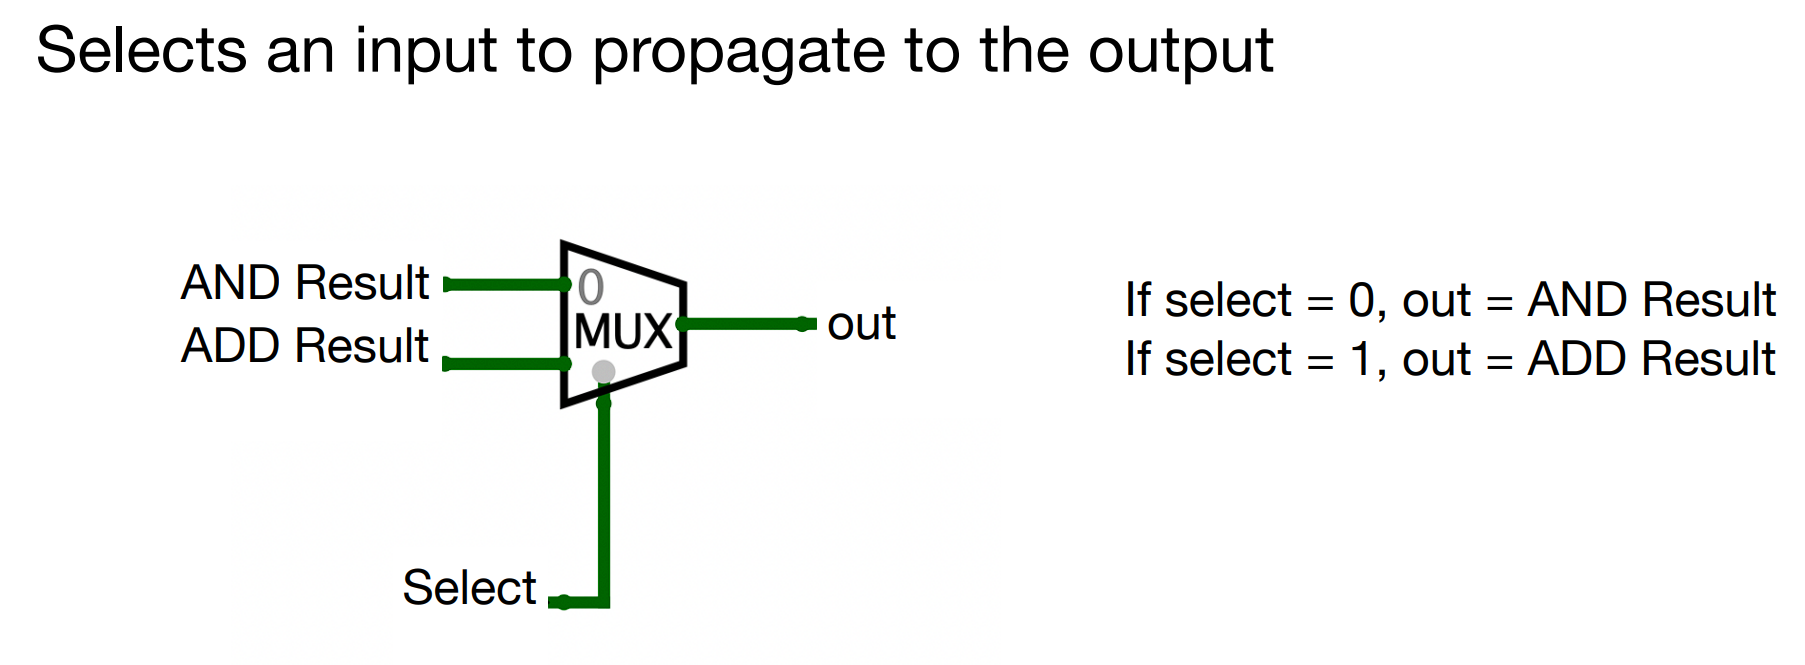 Selects an input to propagate to the output
AND Result
ADD Result
0
MUX
out
Select
If select = 0, out = AND Result
If select = 1, out = ADD Result